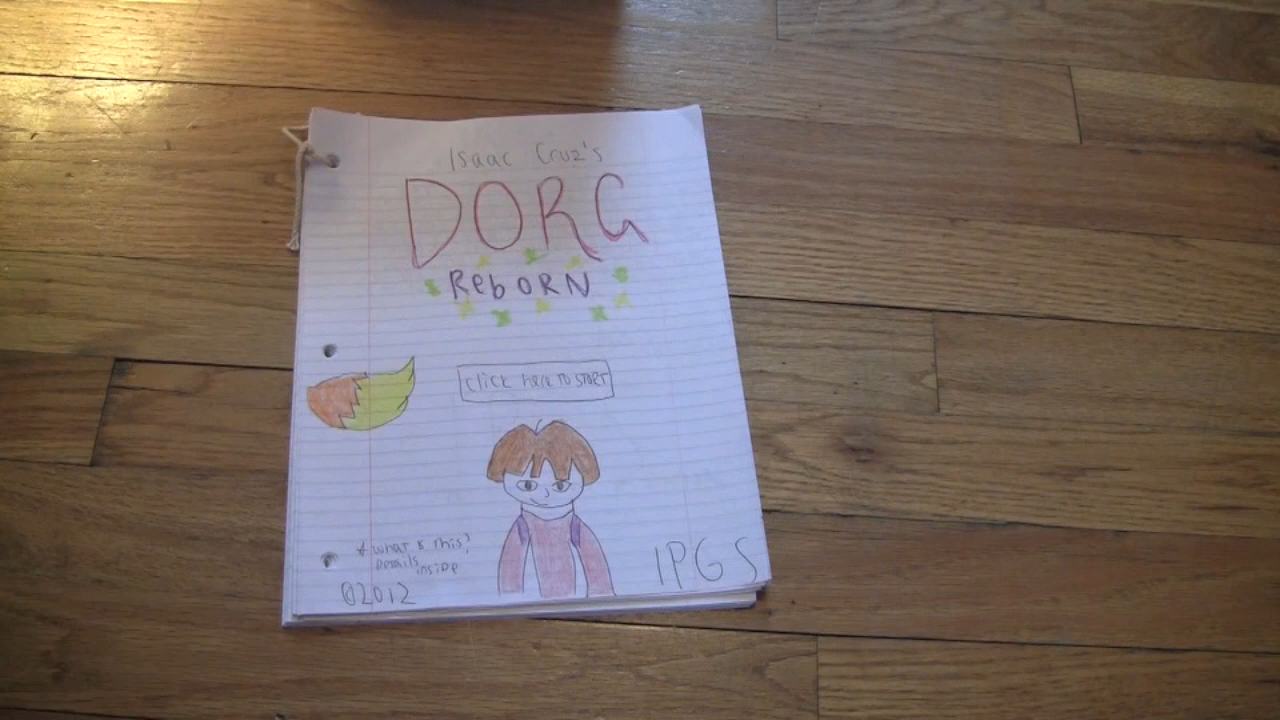 Isaac Cruz's
DORG
ReBORN
Click here TO START
* what is this?
Details
inside
©2012
IPGS